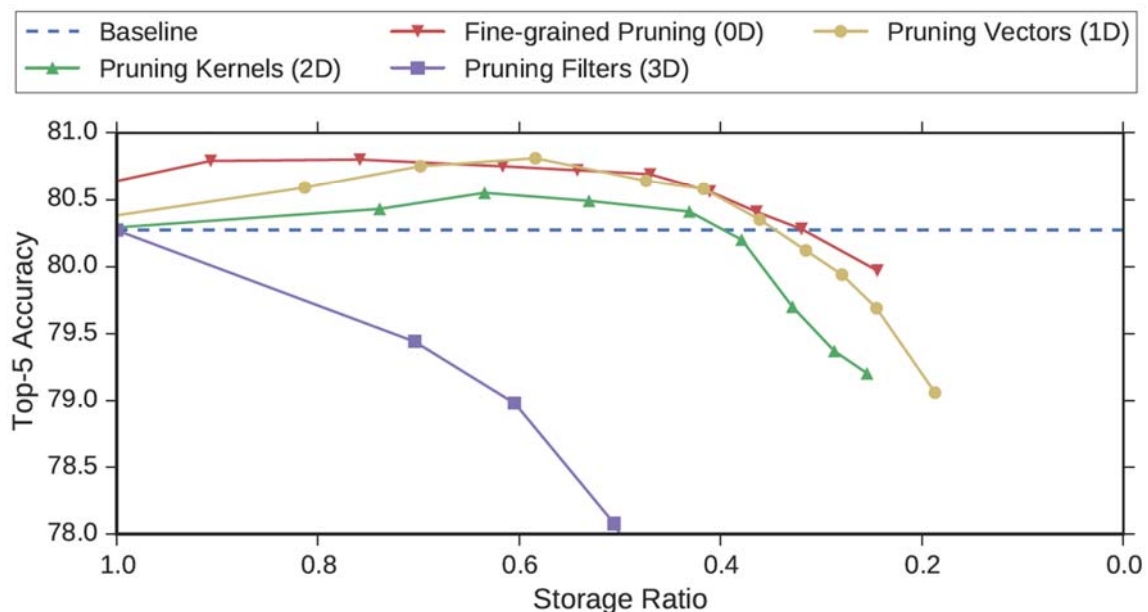 Baseline
Fine-grained Pruning (0D)
Pruning Vectors (1D)
Pruning Kernels (2D)
Pruning Filters (3D)
81.0
80.5
80.0
79.5
79.0
78.5
78.0
Top-5 Accuracy
1.0 0.8 0.6 0.4 0.2 0.0
Storage Ratio